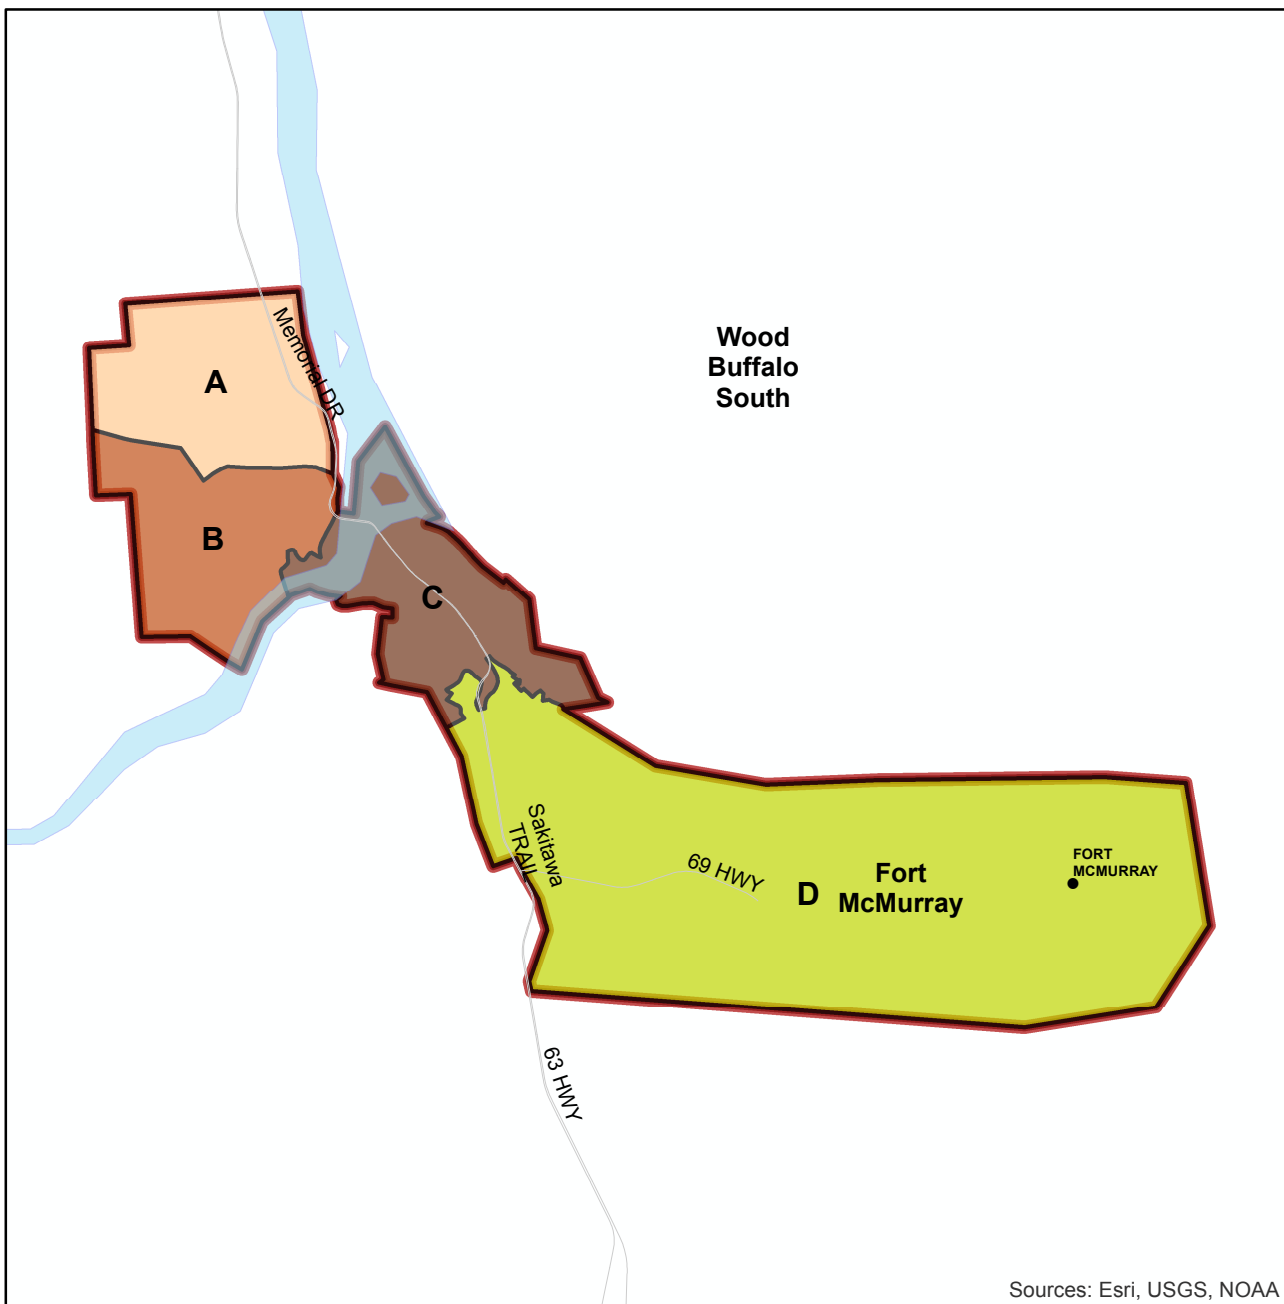 Memorial DR
Wood
Buffalo
South
A
B
C
Sakitawa
TRAIL
69 HWY
D
Fort
McMurray
FORT
MCMURRAY
63 HWY
Sources: Esri, USGS, NOAA